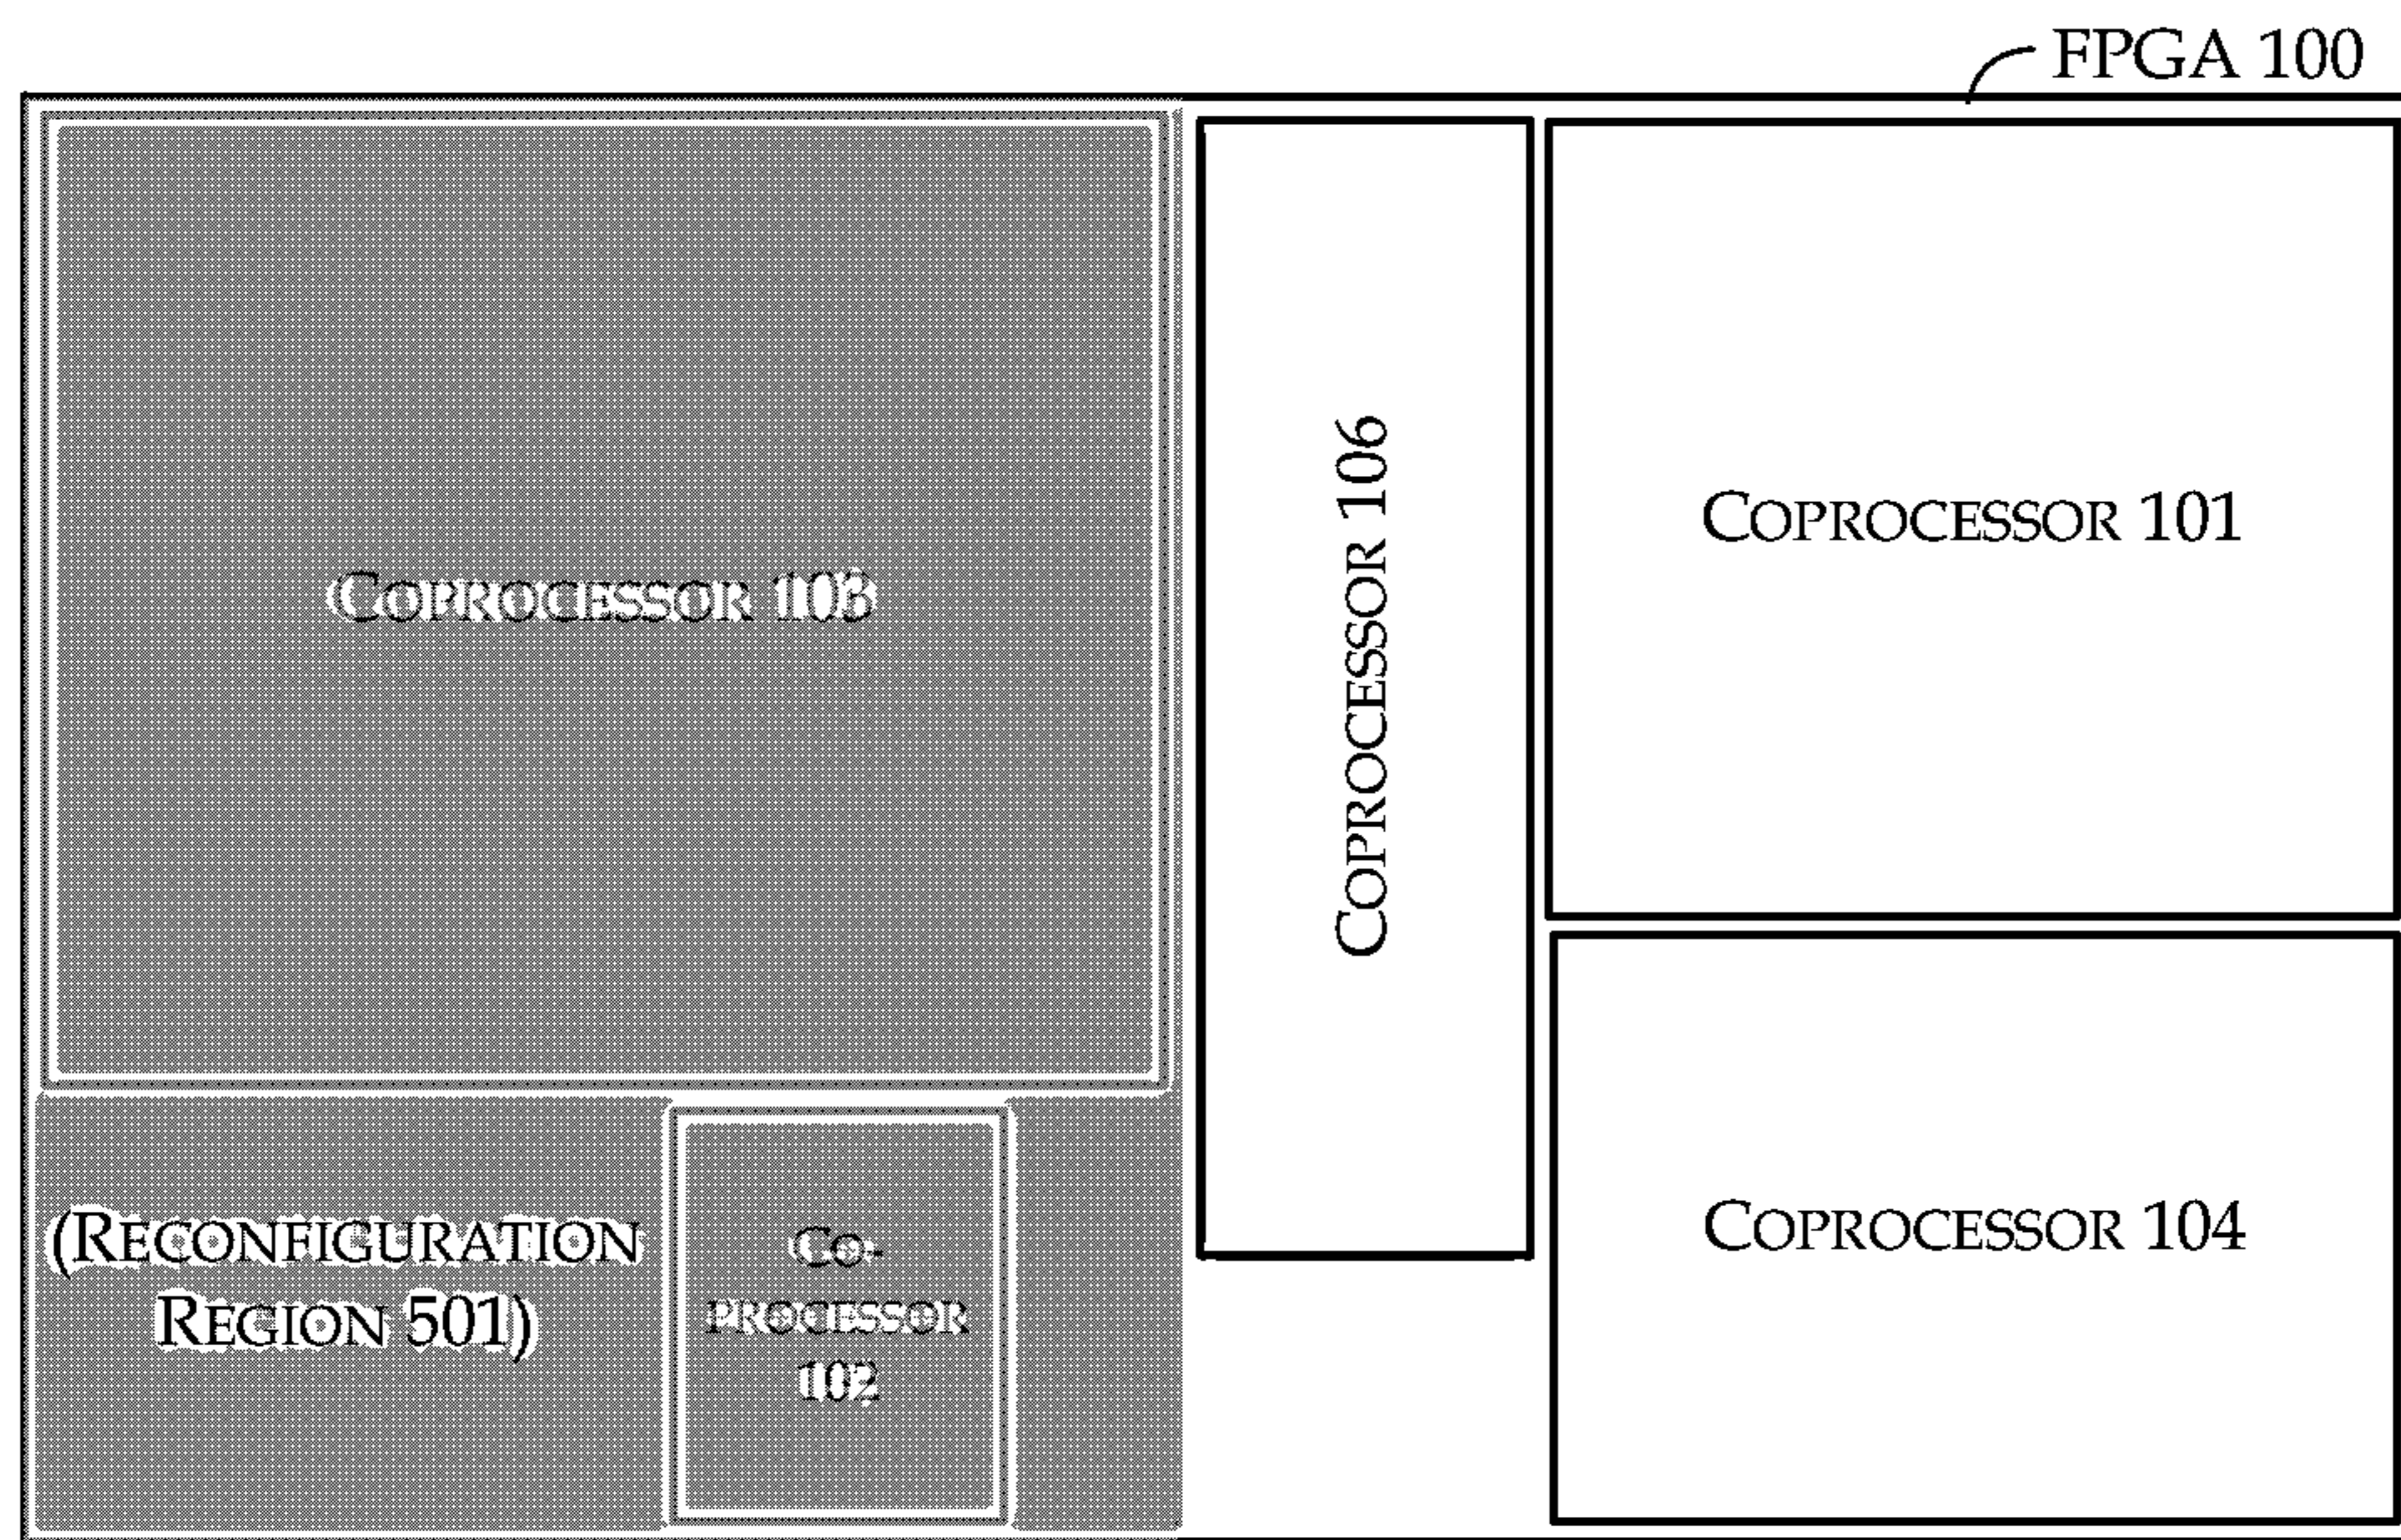 FPGA 100
COPROCESSOR 103
COPROCESSOR 106
COPROCESSOR 101
(RECONFIGURATION
REGION 501)
CO-
PROCESSOR
102
COPROCESSOR 104